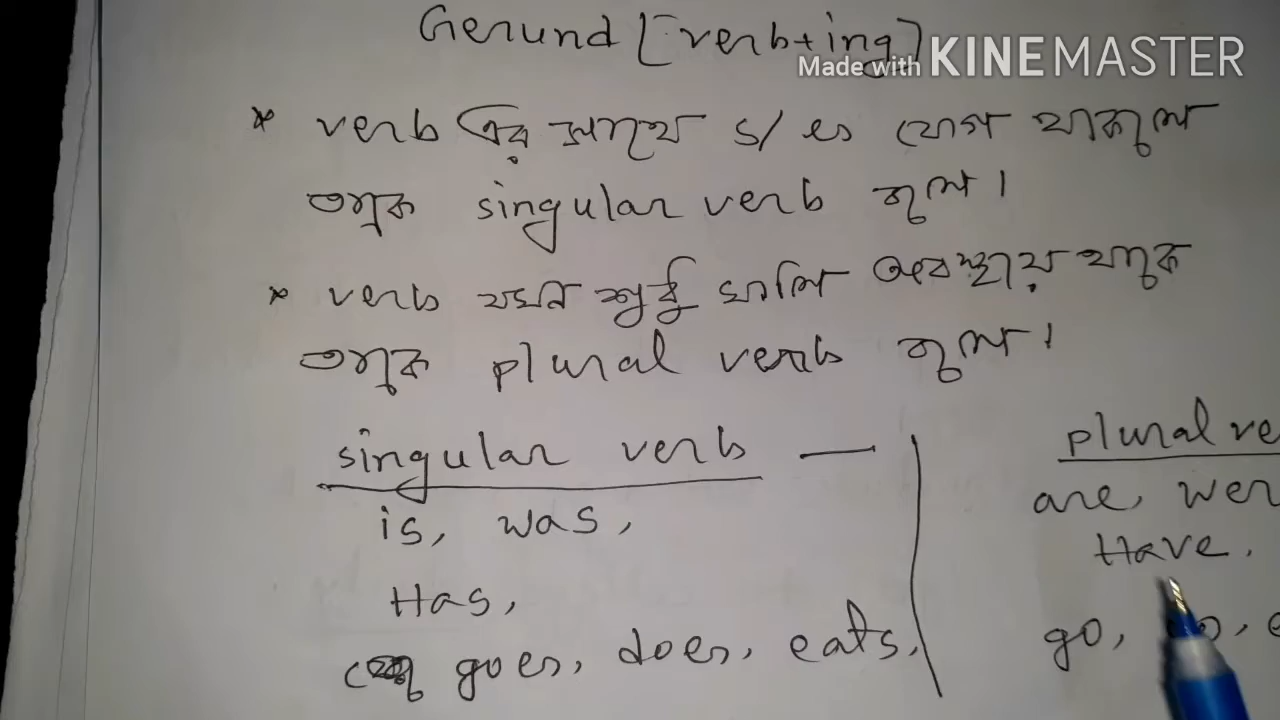 Gerund [verb+ing]
Made with KINEMASTER
* verb এর সাথে s/es যোগ থাকলে
তাকে singular verb বলে।
* verb যখন শুধু খালি অবস্থায় থাকে
তাকে plural verb বলে।
singular verb —
is, was,
Has,
goes, does, eats,
plural ve
are, wer
Have.
go,